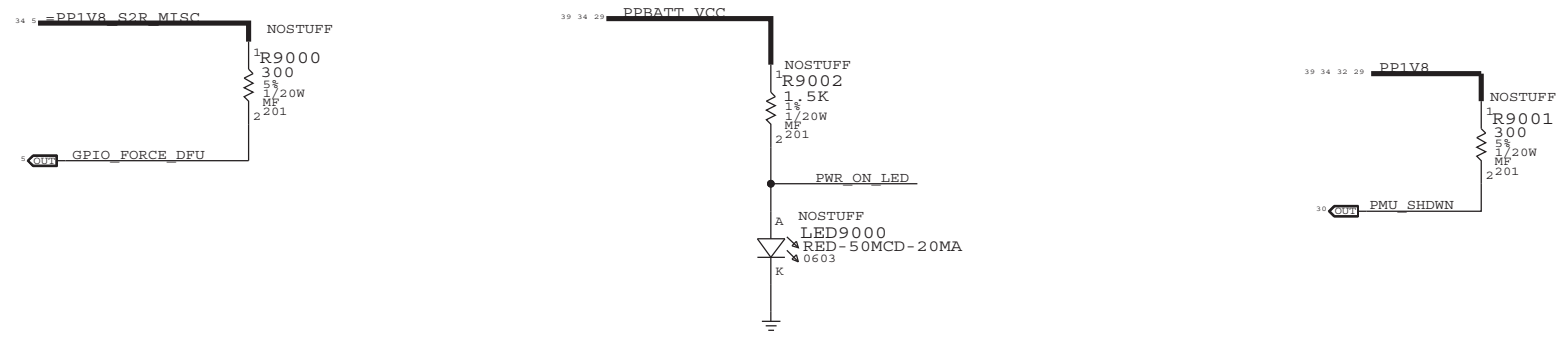 34 5 =PP1V8_S2R_MISC
NOSTUFF
1
R9000
300
5%
1/20W
MF
201
2
5 OUT GPIO_FORCE_DFU
39 34 29 PPBATT_VCC
NOSTUFF
1
R9002
1.5K
1%
1/20W
MF
201
2
PWR_ON_LED
A
NOSTUFF
LED9000
RED-50MCD-20MA
0603
K
39 34 32 29 PP1V8
NOSTUFF
1
R9001
300
5%
1/20W
MF
201
2
30 OUT PMU_SHDWN